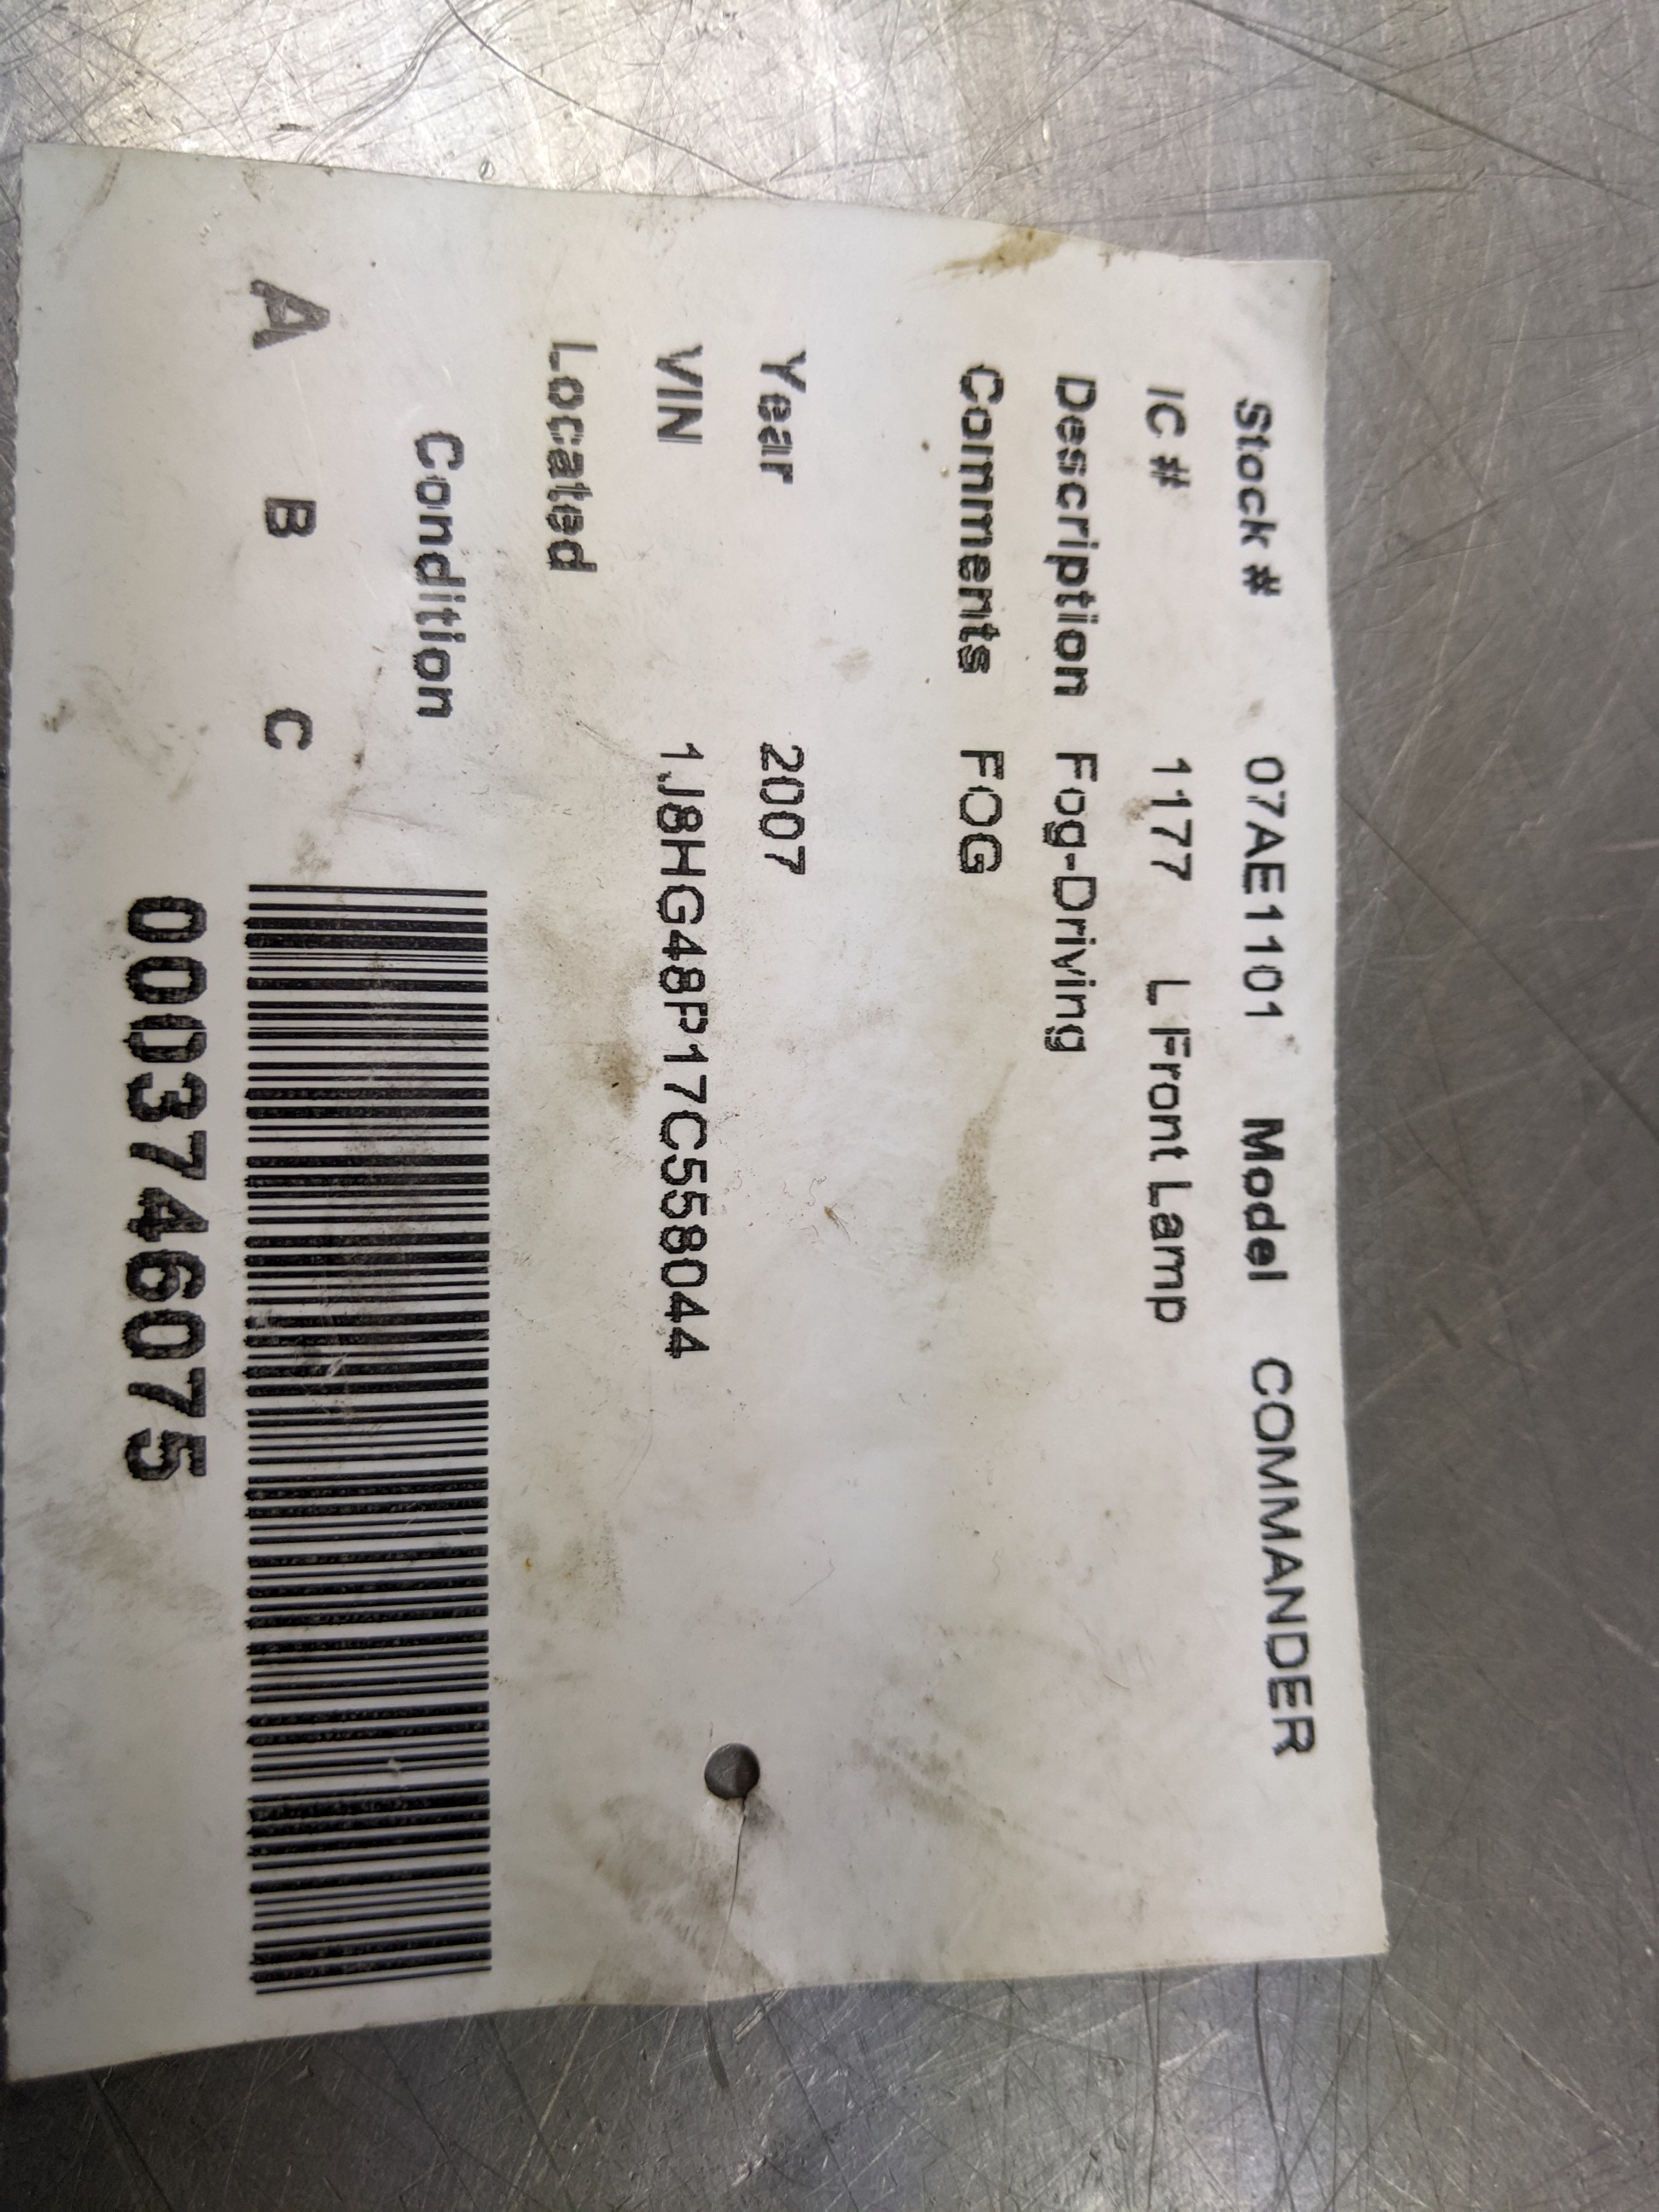 Stock # 07AE1101 Model COMMANDER
IC # 1177 L Front Lamp
Description Fog-Driving
Comments FOG
Year 2007
VIN 1J8HG48P17C558044
Located
Condition
A B C
0003746075